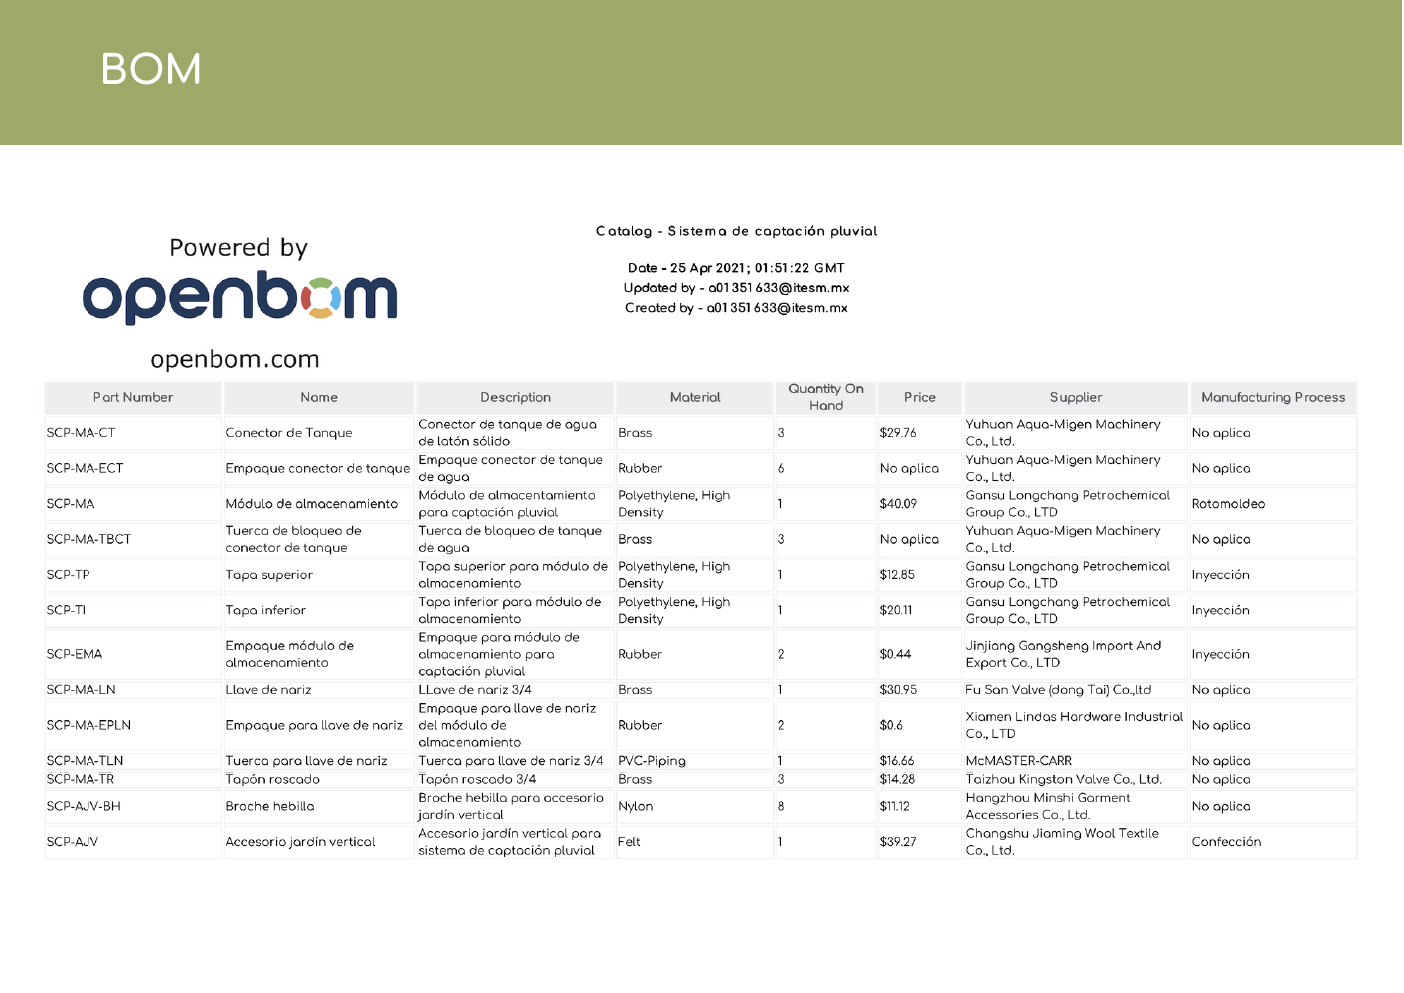 BOM
Powered by
openbom
openbom.com
Catalog - Sistema de captación pluvial
Date - 25 Apr 2021; 01:51:22 GMT
Updated by - a01351633@itesm.mx
Created by - a01351633@itesm.mx
Part Number Name Description Material Quantity On Hand Price Supplier Manufacturing Process
SCP-MA-CT Conector de Tanque Conector de tanque de agua de latón sólido Brass 3 $29.76 Yuhuan Aqua-Migen Machinery Co., Ltd. No aplica
SCP-MA-ECT Empaque conector de tanque Empaque conector de tanque de agua Rubber 6 No aplica Yuhuan Aqua-Migen Machinery Co., Ltd. No aplica
SCP-MA Módulo de almacenamiento Módulo de almacentamiento para captación pluvial Polyethylene, High Density 1 $40.09 Gansu Longchang Petrochemical Group Co., LTD Rotomoldeo
SCP-MA-TBCT Tuerca de bloqueo de conector de tanque Tuerca de bloqueo de tanque de agua Brass 3 No aplica Yuhuan Aqua-Migen Machinery Co., Ltd. No aplica
SCP-TP Tapa superior Tapa superior para módulo de almacenamiento Polyethylene, High Density 1 $12.85 Gansu Longchang Petrochemical Group Co., LTD Inyección
SCP-TI Tapa inferior Tapa inferior para módulo de almacenamiento Polyethylene, High Density 1 $20.11 Gansu Longchang Petrochemical Group Co., LTD Inyección
SCP-EMA Empaque módulo de almacenamiento Empaque para módulo de almacenamiento para captación pluvial Rubber 2 $0.44 Jinjiang Gangsheng Import And Export Co., LTD Inyección
SCP-MA-LN Llave de nariz LLave de nariz 3/4 Brass 1 $30.95 Fu San Valve (dong Tai) Co.,ltd No aplica
SCP-MA-EPLN Empaque para llave de nariz Empaque para llave de nariz del módulo de almacenamiento Rubber 2 $0.6 Xiamen Lindas Hardware Industrial Co., LTD No aplica
SCP-MA-TLN Tuerca para llave de nariz Tuerca para llave de nariz 3/4 PVC-Piping 1 $16.66 McMASTER-CARR No aplica
SCP-MA-TR Tapón roscado Tapón roscado 3/4 Brass 3 $14.28 Taizhou Kingston Valve Co., Ltd. No aplica
SCP-AJV-BH Broche hebilla Broche hebilla para accesorio jardín vertical Nylon 8 $11.12 Hangzhou Minshi Garment Accessories Co., Ltd. No aplica
SCP-AJV Accesorio jardín vertical Accesorio jardín vertical para sistema de captación pluvial Felt 1 $39.27 Changshu Jiaming Wool Textile Co., Ltd. Confección